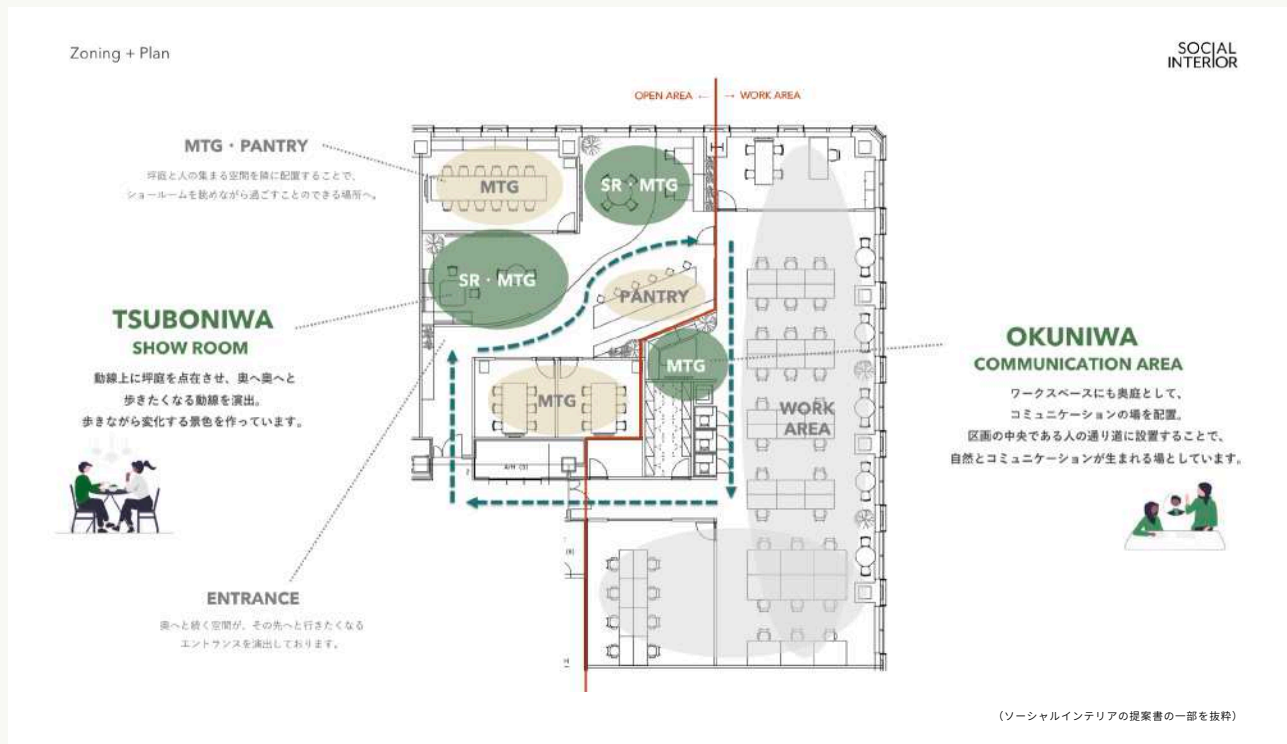 Zoning + Plan
SOCIAL
INTERIOR
OPEN AREA ← → WORK AREA
MTG・PANTRY
坪庭と人の集まる空間を隣に配置することで、
ショールームを眺めながら過ごすことのできる場所へ。
MTG
SR・MTG
SR・MTG
PANTRY
TSUBONIWA
SHOW ROOM
動線上に坪庭を点在させ、奥へ奥へと
歩きたくなる動線を演出。
歩きながら変化する景色を作っています。
MTG
MTG
WORK
AREA
OKUNIWA
COMMUNICATION AREA
ワークスペースにも奥庭として、
コミュニケーションの場を配置。
区画の中央である人の通り道に設置することで、
自然とコミュニケーションが生まれる場としています。
ENTRANCE
奥へと続く空間が、その先へと行きたくなる
エントランスを演出しております。
（ソーシャルインテリアの提案書の一部を抜粋）